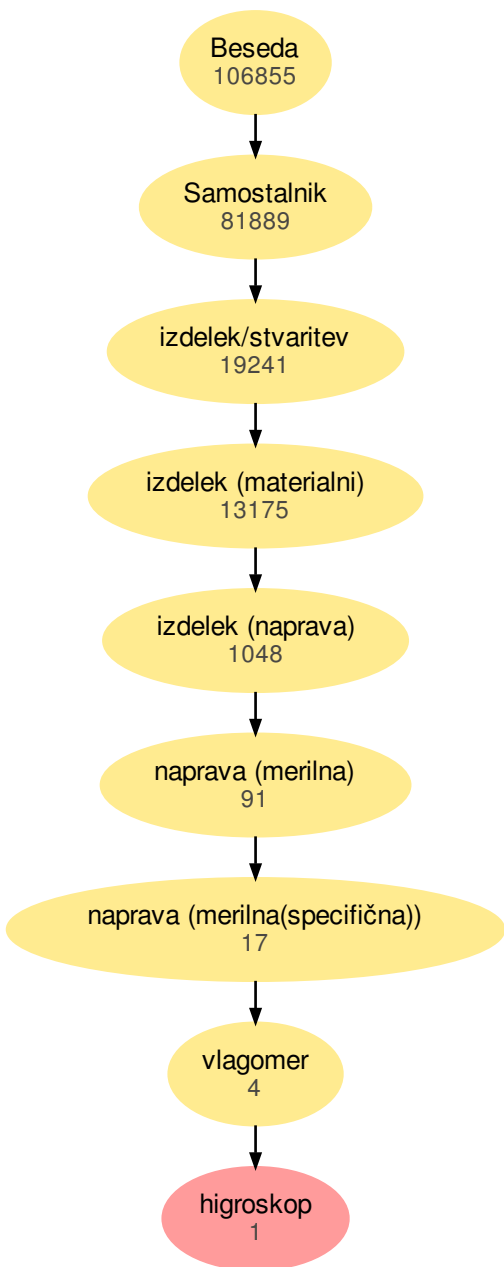 Beseda
106855
Samostalnik
81889
izdelek/stvaritev
19241
izdelek (materialni)
13175
izdelek (naprava)
1048
naprava (merilna)
91
naprava (merilna(specifična))
17
vlagomer
4
higroskop
1